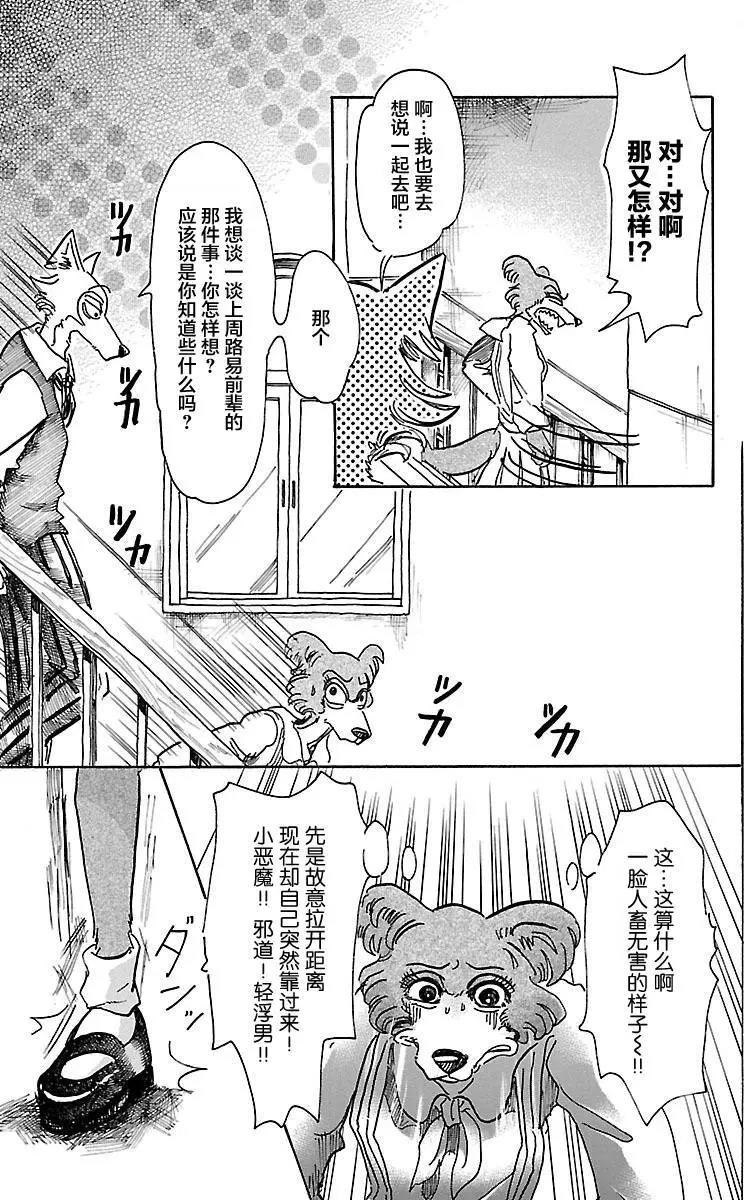 对…对啊
那又怎样!?
啊…我也要去
想说一起去吧…
那个
我想谈一谈上周路易前辈的
那件事…你怎样想？
应该说是你知道些什么吗？
ツカ
ツカ
ツカ
ツカ
这…这算什么啊
一脸人畜无害的样子～!!
先是故意拉开距离
现在却自己突然靠过来！
小恶魔!! 邪道！轻浮男!!
ダンッ